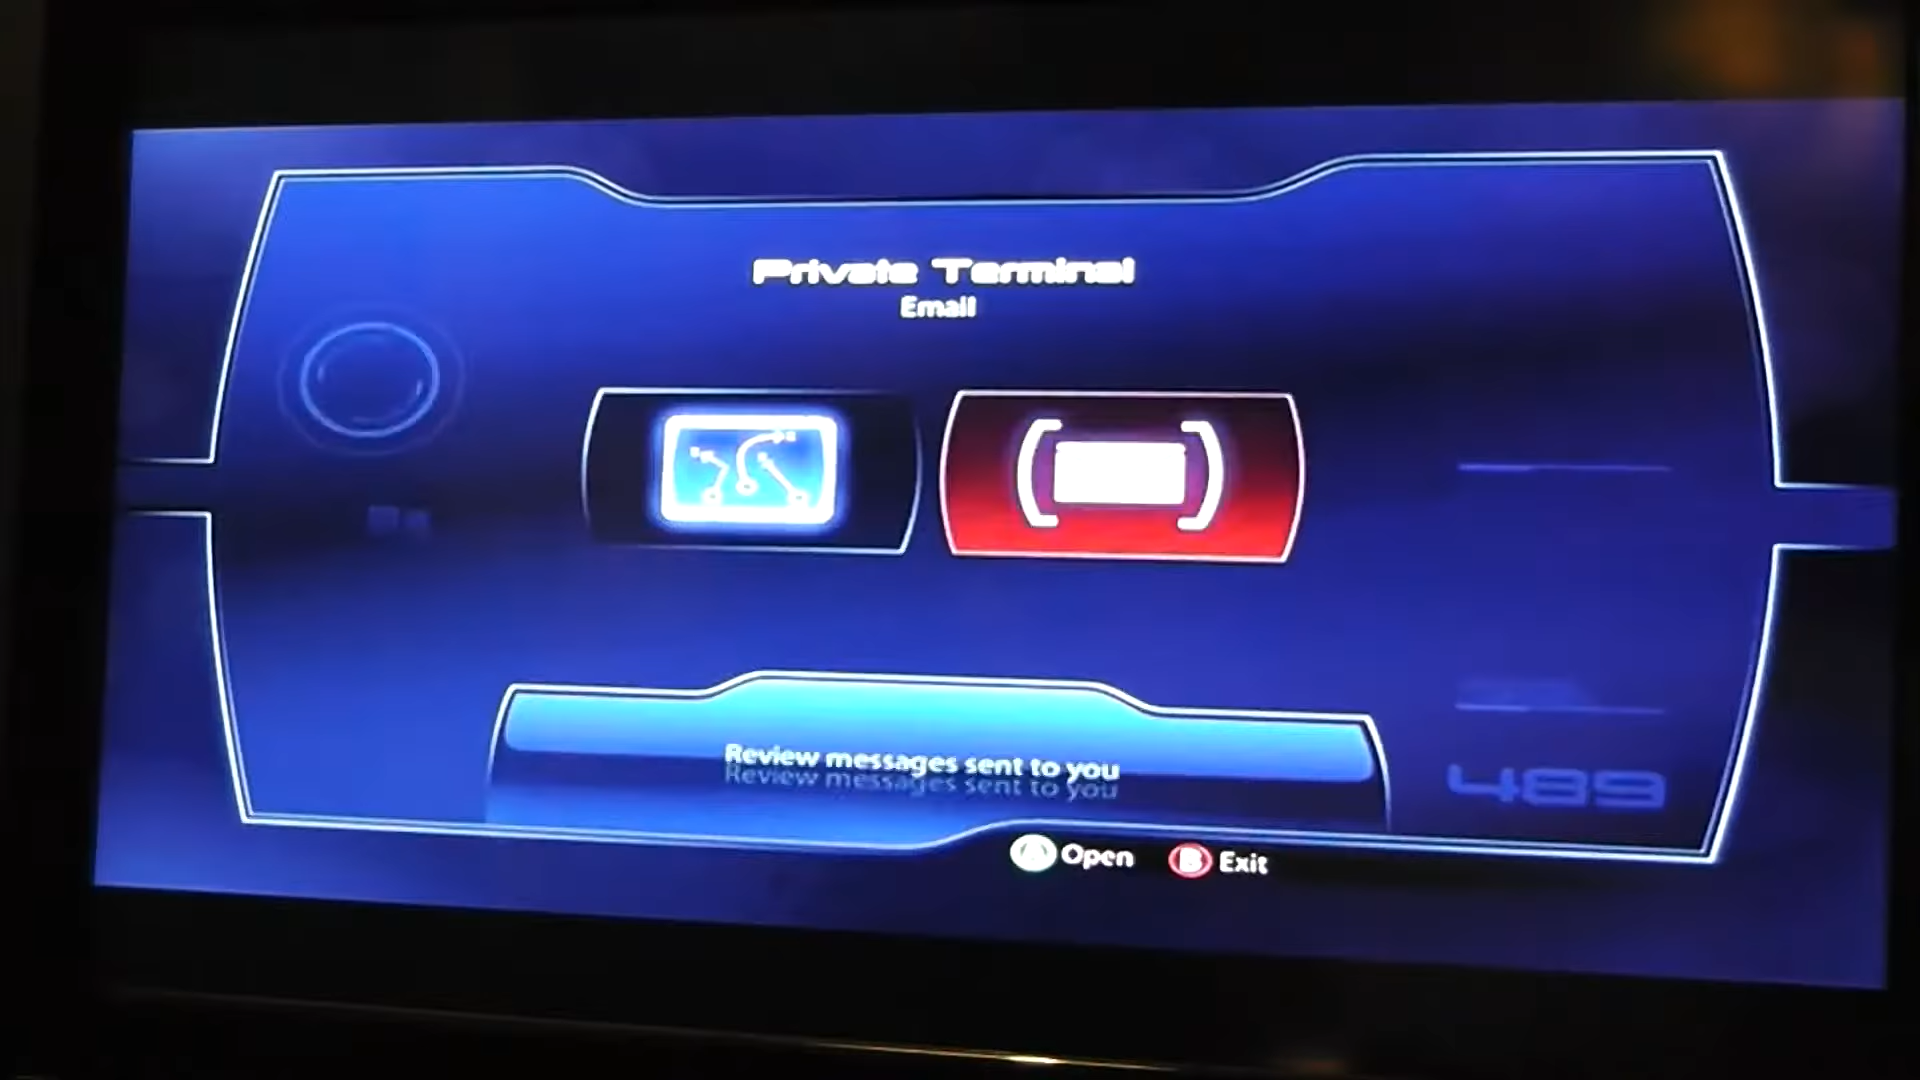 Private Terminal
Email
Review messages sent to you
Review messages sent to you
489
A Open B Exit